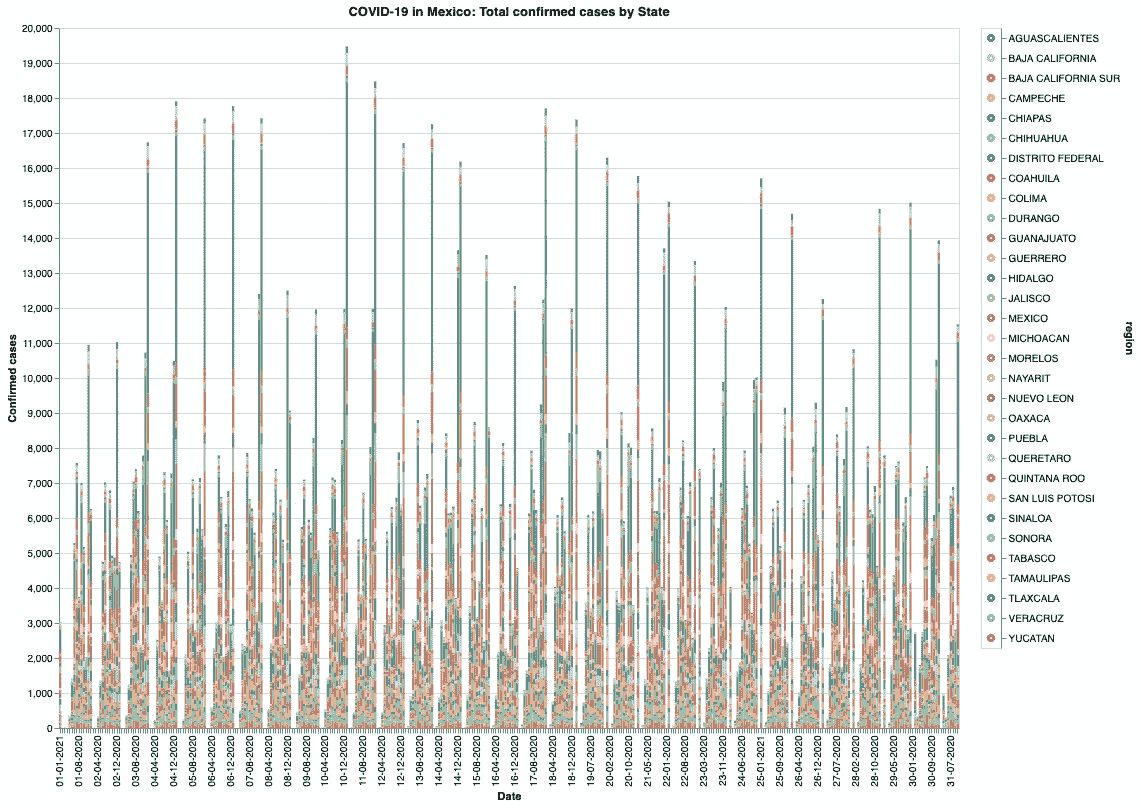 COVID-19 in Mexico: Total confirmed cases by State
20,000
19,000
18,000
17,000
16,000
15,000
14,000
13,000
12,000
11,000
10,000
9,000
8,000
7,000
6,000
5,000
4,000
3,000
2,000
1,000
0
Confirmed cases
01-01-2021
01-08-2020
02-04-2020
02-12-2020
03-08-2020
04-04-2020
04-12-2020
05-08-2020
06-04-2020
06-12-2020
07-08-2020
08-04-2020
08-12-2020
09-08-2020
10-04-2020
10-12-2020
11-08-2020
12-04-2020
12-12-2020
13-08-2020
14-04-2020
14-12-2020
15-08-2020
16-04-2020
16-12-2020
17-08-2020
18-04-2020
18-12-2020
19-07-2020
20-02-2020
20-10-2020
21-05-2020
22-01-2020
22-08-2020
23-03-2020
23-11-2020
24-06-2020
25-01-2021
25-09-2020
26-04-2020
26-12-2020
27-07-2020
28-02-2020
28-10-2020
29-05-2020
30-01-2020
30-09-2020
31-07-2020
Date
AGUASCALIENTES
BAJA CALIFORNIA
BAJA CALIFORNIA SUR
CAMPECHE
CHIAPAS
CHIHUAHUA
DISTRITO FEDERAL
COAHUILA
COLIMA
DURANGO
GUANAJUATO
GUERRERO
HIDALGO
JALISCO
MEXICO
MICHOACAN
MORELOS
NAYARIT
NUEVO LEON
OAXACA
PUEBLA
QUERETARO
QUINTANA ROO
SAN LUIS POTOSI
SINALOA
SONORA
TABASCO
TAMAULIPAS
TLAXCALA
VERACRUZ
YUCATAN
region